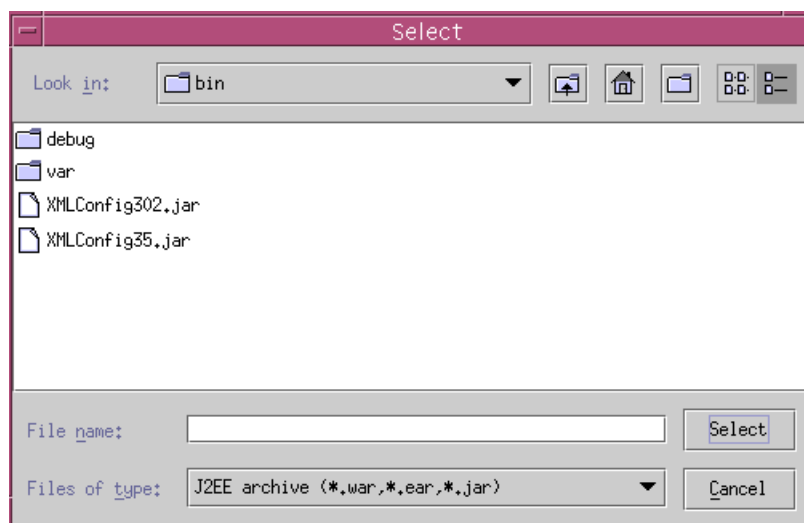 Select
Look in: bin
debug
var
XMLConfig302.jar
XMLConfig35.jar
File name: Select
Files of type: J2EE archive (*.war,*.ear,*.jar) Cancel